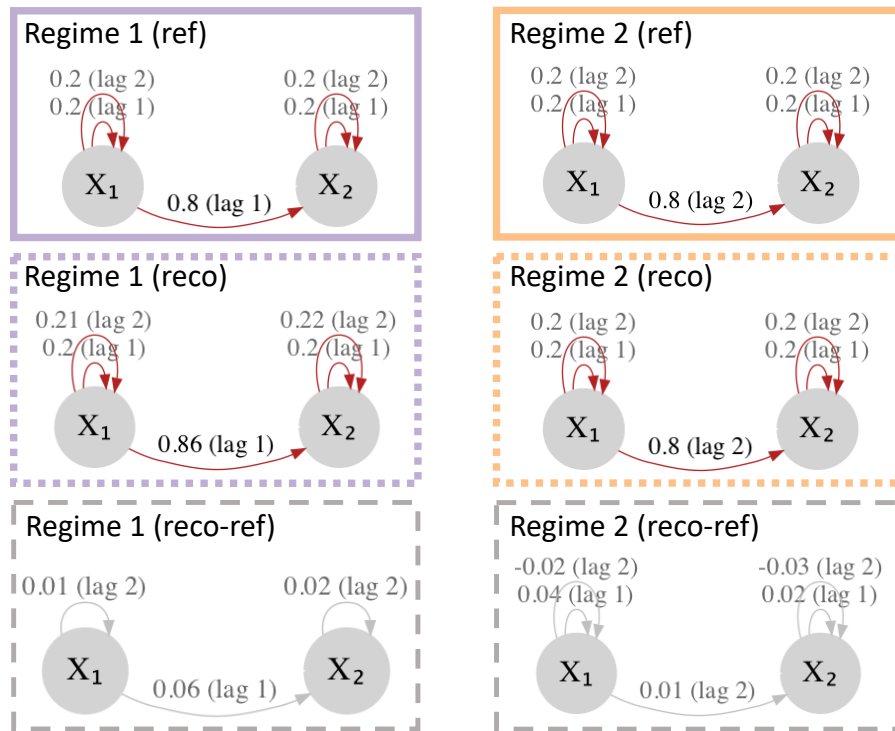 Regime 1 (ref)
0.2 (lag 2)
0.2 (lag 1)
0.2 (lag 2)
0.2 (lag 1)
X₁
X₂
0.8 (lag 1)
Regime 2 (ref)
0.2 (lag 2)
0.2 (lag 1)
0.2 (lag 2)
0.2 (lag 1)
X₁
X₂
0.8 (lag 2)
Regime 1 (reco)
0.21 (lag 2)
0.2 (lag 1)
0.22 (lag 2)
0.2 (lag 1)
X₁
X₂
0.86 (lag 1)
Regime 2 (reco)
0.2 (lag 2)
0.2 (lag 1)
0.2 (lag 2)
0.2 (lag 1)
X₁
X₂
0.8 (lag 2)
Regime 1 (reco-ref)
0.01 (lag 2)
0.02 (lag 2)
X₁
X₂
0.06 (lag 1)
Regime 2 (reco-ref)
-0.02 (lag 2)
0.04 (lag 1)
-0.03 (lag 2)
0.02 (lag 1)
X₁
X₂
0.01 (lag 2)